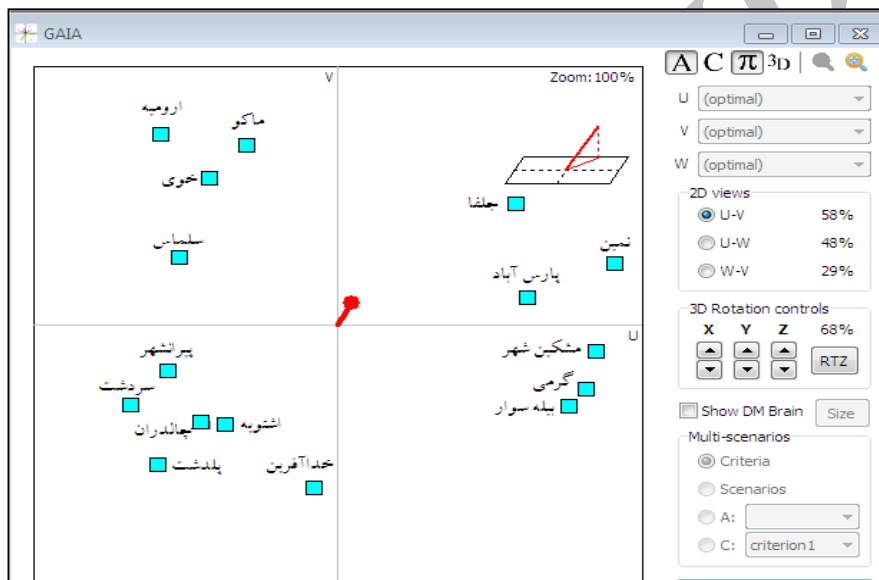 GAIA
A C π 3D
V
Zoom: 100%
U (optimal)
V (optimal)
W (optimal)
2D views
U-V 58%
U-W 48%
W-V 29%
3D Rotation controls
X Y Z 68%
RTZ
Show DM Brain Size
Multi-scenarios
Criteria
Scenarios
A:
C: criterion1
ارومیه
ماکو
خوی
سلماس
جلفا
نمین
پارس آباد
U
مشکین شهر
گرمی
بیله سوار
پیرانشهر
سردشت
اشنویه
چالدران
پلدشت
خداآفرین